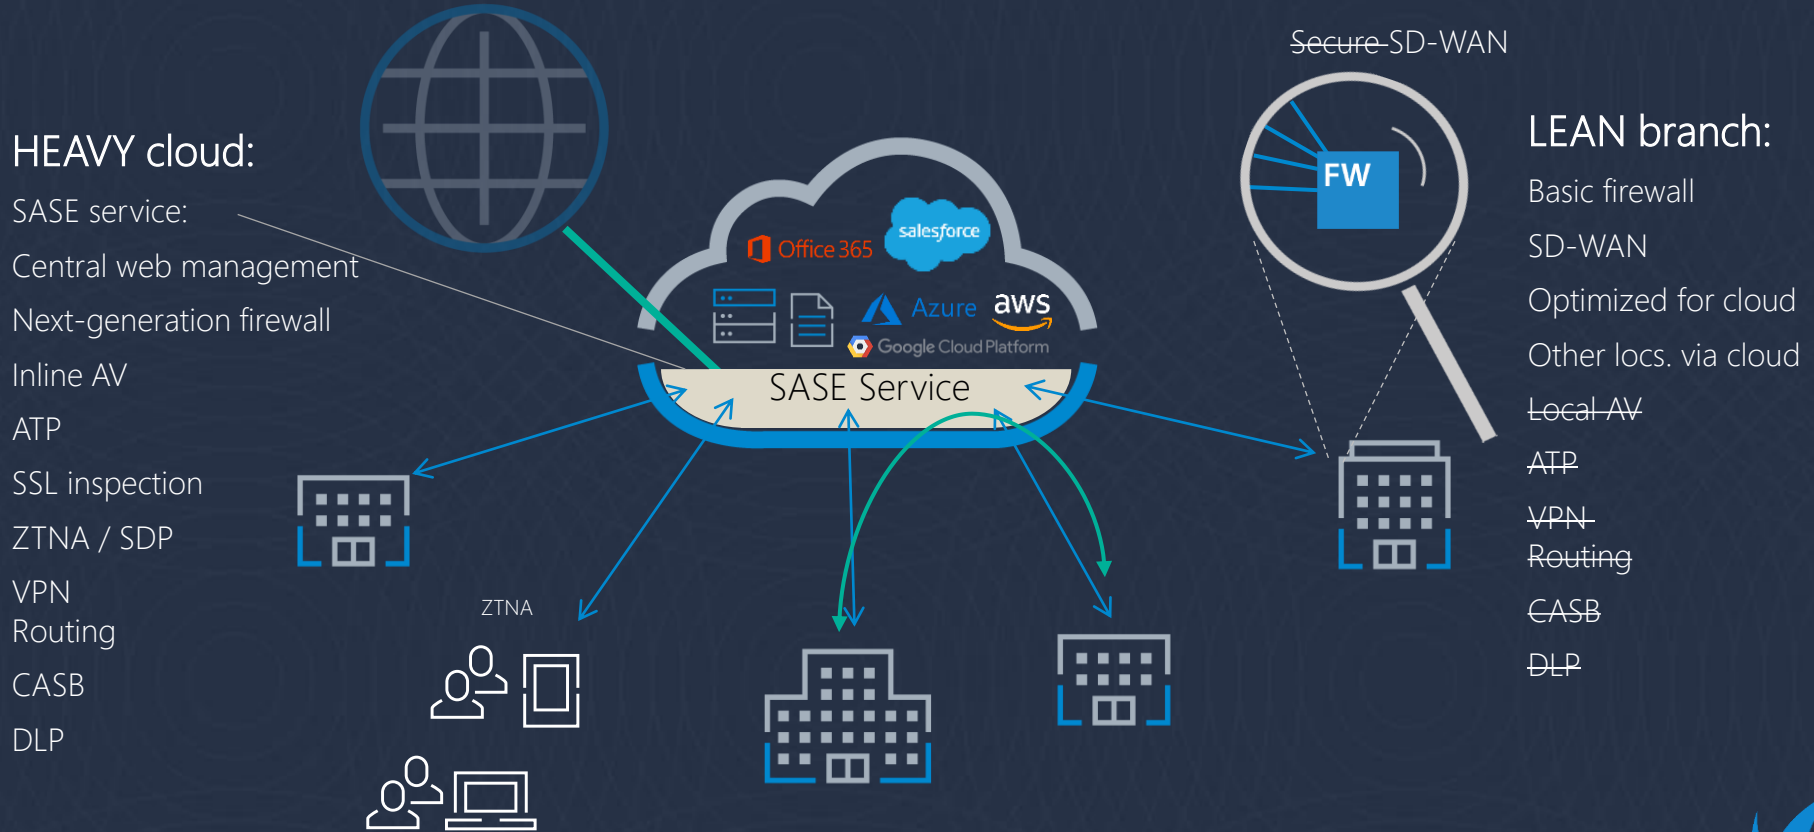 HEAVY cloud:
SASE service:
Central web management
Next-generation firewall
Inline AV
ATP
SSL inspection
ZTNA / SDP
VPN
Routing
CASB
DLP
Office 365
salesforce
Azure
aws
Google Cloud Platform
SASE Service
ZTNA
Secure SD-WAN
FW
LEAN branch:
Basic firewall
SD-WAN
Optimized for cloud
Other locs. via cloud
Local AV
ATP
VPN
Routing
CASB
DLP